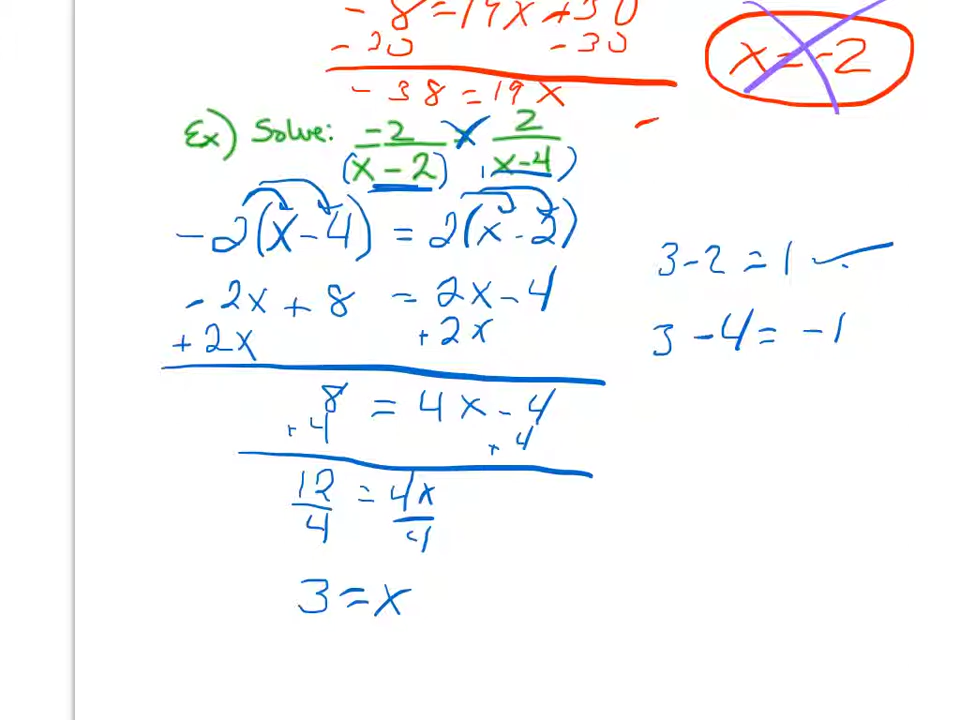 - 8 = 19x + 30
- 30 - 30
- 38 = 19x
x = -2
Ex) Solve: -2/(x-2) = 2/(x-4)
-2(x-4) = 2(x-2)
-2x + 8 = 2x - 4
+ 2x + 2x
8 = 4x - 4
+ 4 + 4
12/4 = 4x/4
3 = x
3 - 2 = 1 ✓
3 - 4 = -1